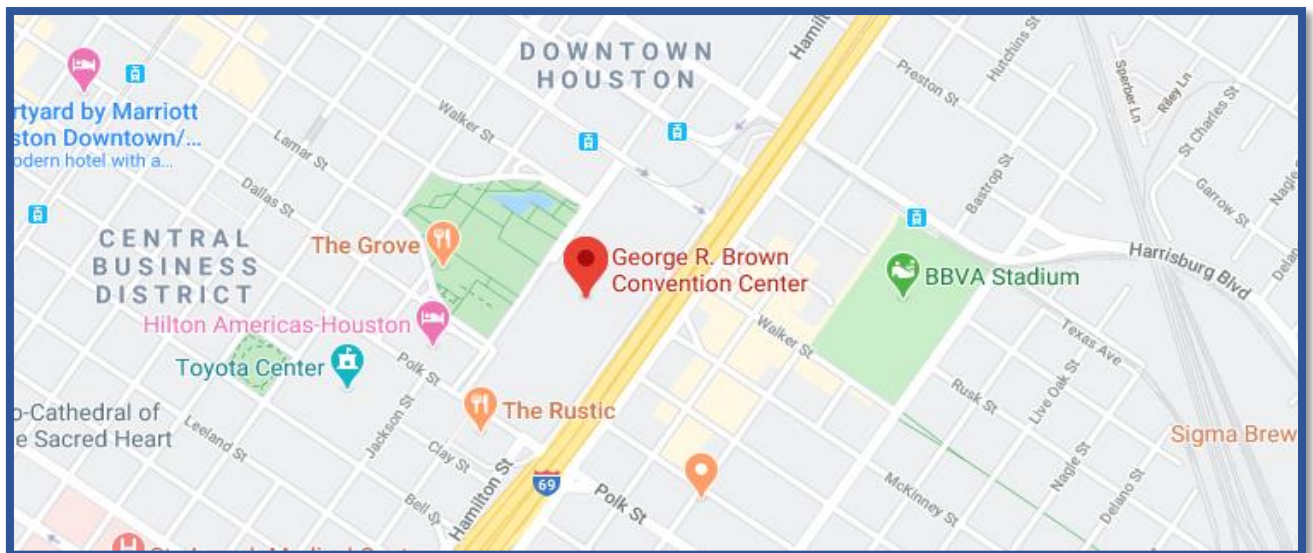 DOWNTOWN
HOUSTON
Hamil
Hutchins St
Preston St
Sperber Ln
Riley Ln
St Charles St
rtyard by Marriott
ston Downtown/...
odern hotel with a...
Walker St
Lamar St
Dallas St
Bastrop St
Garrow St
Nagle
CENTRAL
BUSINESS
DISTRICT
The Grove
George R. Brown
Convention Center
BBVA Stadium
Harrisburg Blvd
Delan
Hilton Americas-Houston
Toyota Center
Polk St
Walker St
Texas Ave
o-Cathedral of
e Sacred Heart
Leeland St
Jackson St
The Rustic
Rusk St
Live Oak St
Sigma Brew
Clay St
Bell S
Hamilton St
69
Polk St
McKinney St
Nagle St
Delano St